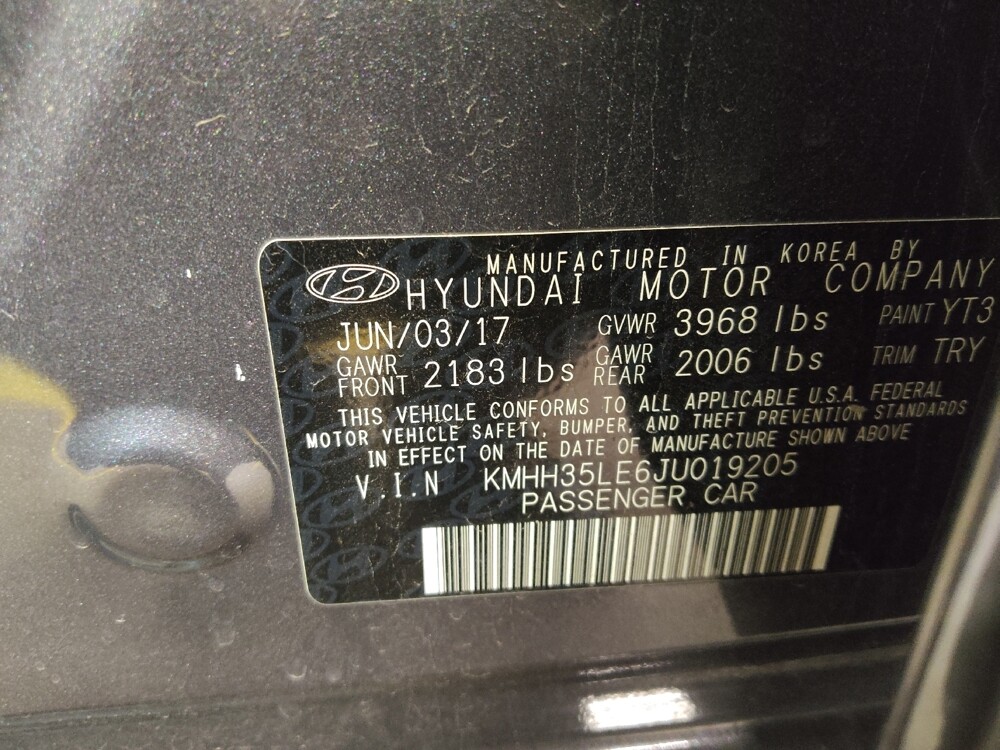 MANUFACTURED IN KOREA BY
HYUNDAI MOTOR COMPANY
JUN/03/17 GVWR 3968 lbs PAINT YT3
GAWR FRONT 2183 lbs GAWR REAR 2006 lbs TRIM TRY
THIS VEHICLE CONFORMS TO ALL APPLICABLE U.S.A. FEDERAL
MOTOR VEHICLE SAFETY, BUMPER, AND THEFT PREVENTION STANDARDS
IN EFFECT ON THE DATE OF MANUFACTURE SHOWN ABOVE
V.I.N KMHH35LE6JU019205
PASSENGER CAR